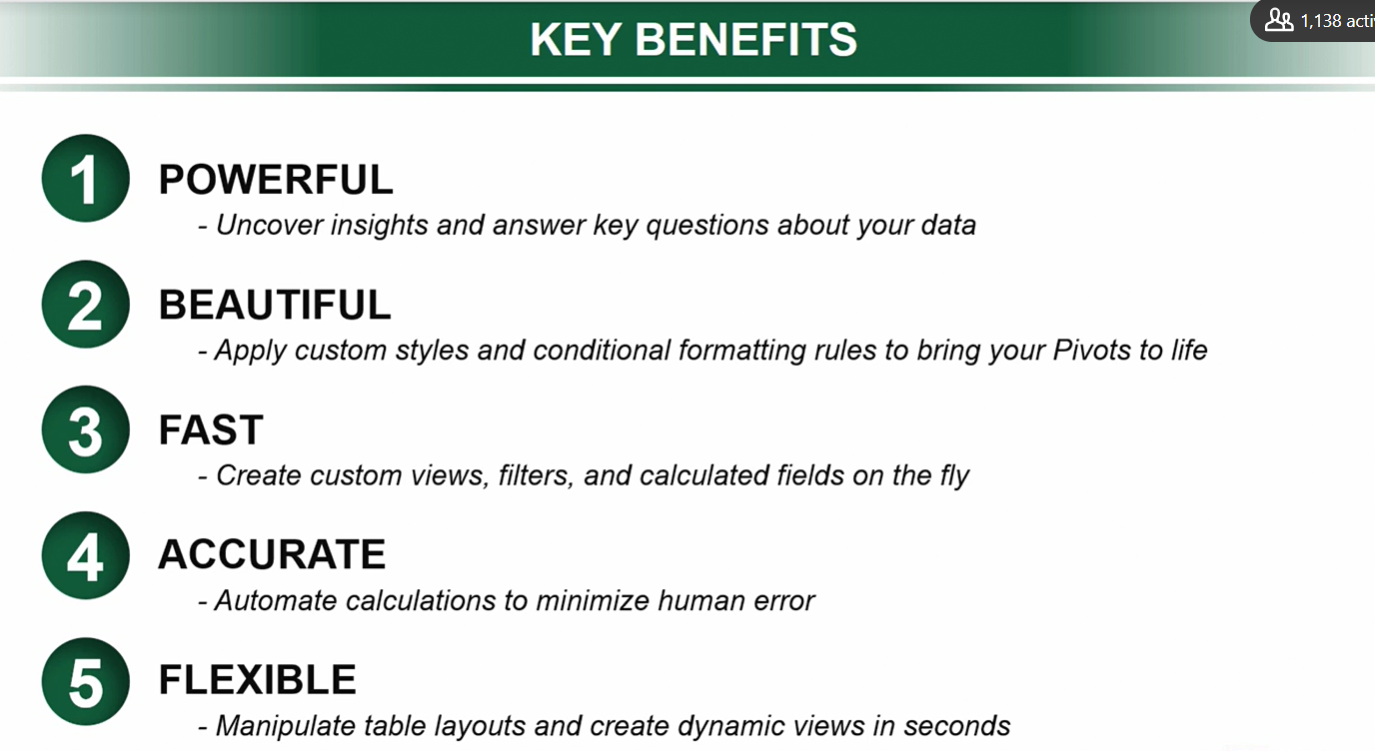 KEY BENEFITS
1,138 acti
1
POWERFUL
- Uncover insights and answer key questions about your data
2
BEAUTIFUL
- Apply custom styles and conditional formatting rules to bring your Pivots to life
3
FAST
- Create custom views, filters, and calculated fields on the fly
4
ACCURATE
- Automate calculations to minimize human error
5
FLEXIBLE
- Manipulate table layouts and create dynamic views in seconds